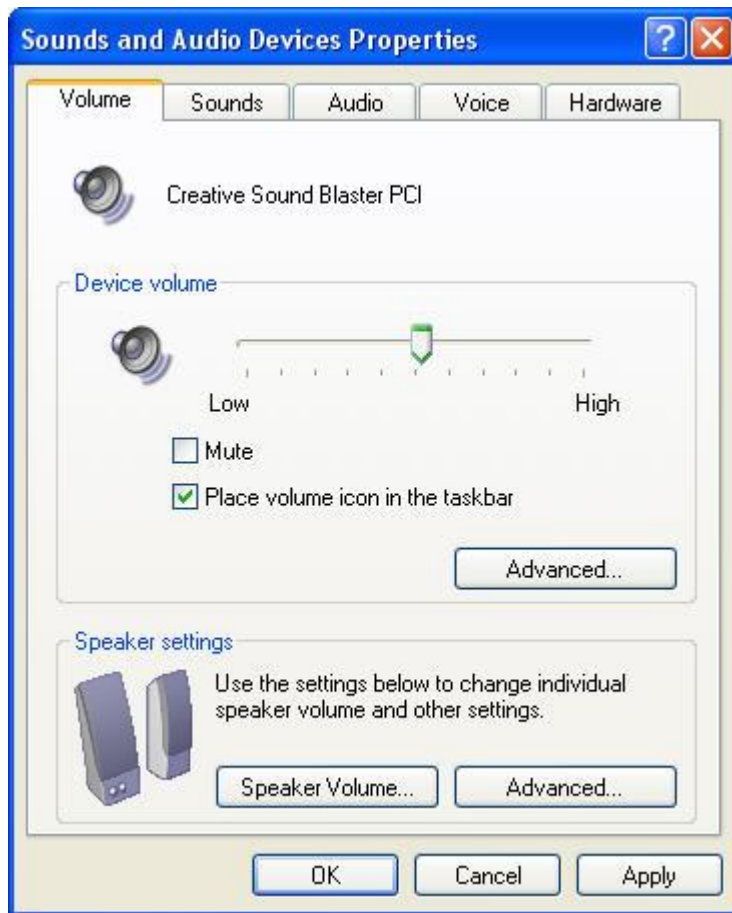 Sounds and Audio Devices Properties
Volume
Sounds
Audio
Voice
Hardware
Creative Sound Blaster PCI
Device volume
Low
High
Mute
Place volume icon in the taskbar
Advanced...
Speaker settings
Use the settings below to change individual
speaker volume and other settings.
Speaker Volume...
Advanced...
OK
Cancel
Apply